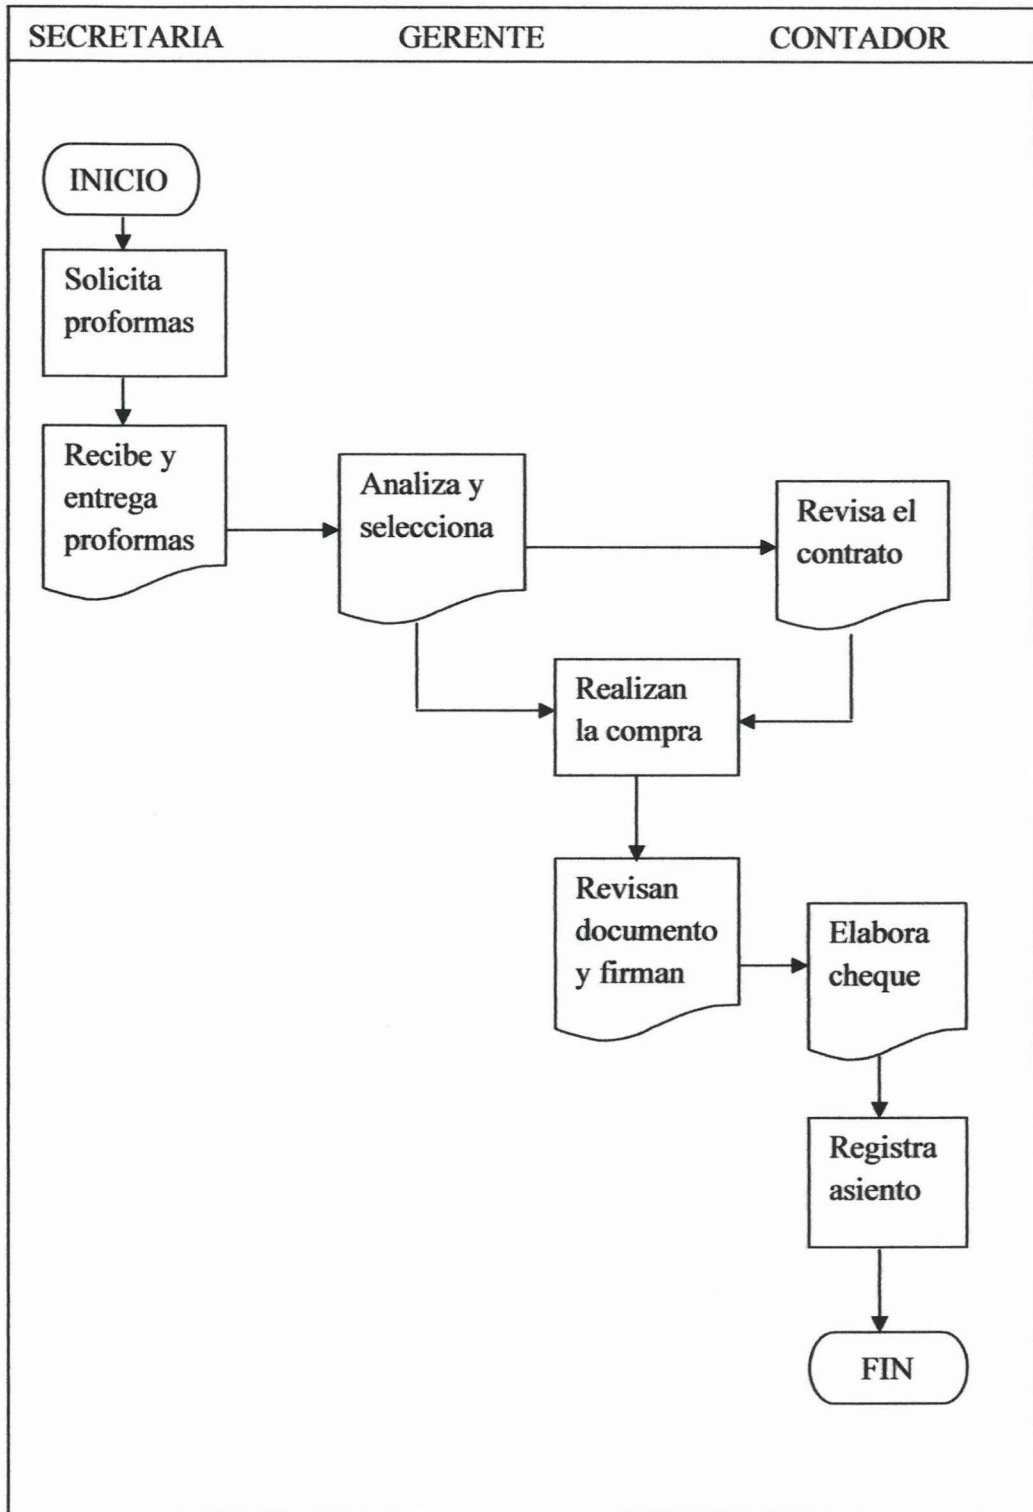 SECRETARIA GERENTE CONTADOR
INICIO
Solicita
proformas
Recibe y
entrega
proformas
Analiza y
selecciona
Revisa el
contrato
Realizan
la compra
Revisan
documento
y firman
Elabora
cheque
Registra
asiento
FIN